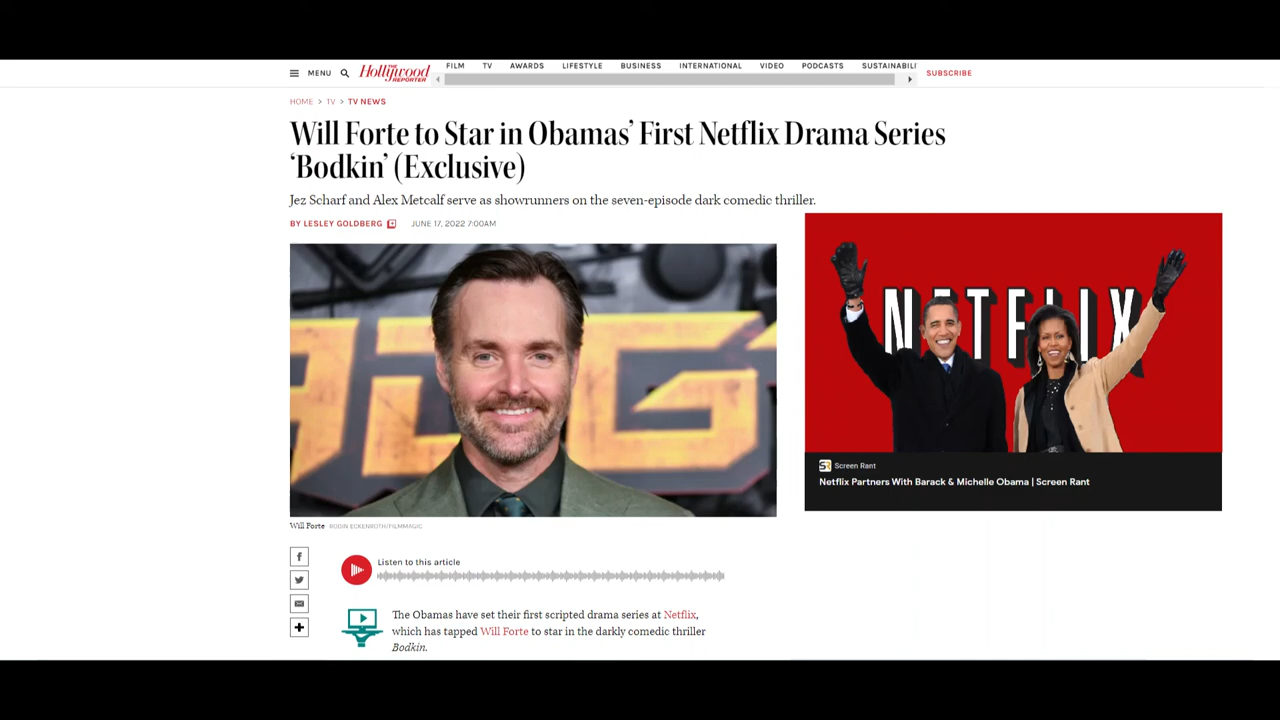 MENU
THE
Hollywood
REPORTER
FILM TV AWARDS LIFESTYLE BUSINESS INTERNATIONAL VIDEO PODCASTS SUSTAINABILI
SUBSCRIBE
HOME > TV > TV NEWS
Will Forte to Star in Obamas’ First Netflix Drama Series
‘Bodkin’ (Exclusive)
Jez Scharf and Alex Metcalf serve as showrunners on the seven-episode dark comedic thriller.
BY LESLEY GOLDBERG JUNE 17, 2022 7:00AM
NETFLIX
Screen Rant
Netflix Partners With Barack & Michelle Obama | Screen Rant
Will Forte RODIN ECKENROTH/FILMMAGIC
Listen to this article
The Obamas have set their first scripted drama series at Netflix,
which has tapped Will Forte to star in the darkly comedic thriller
Bodkin.